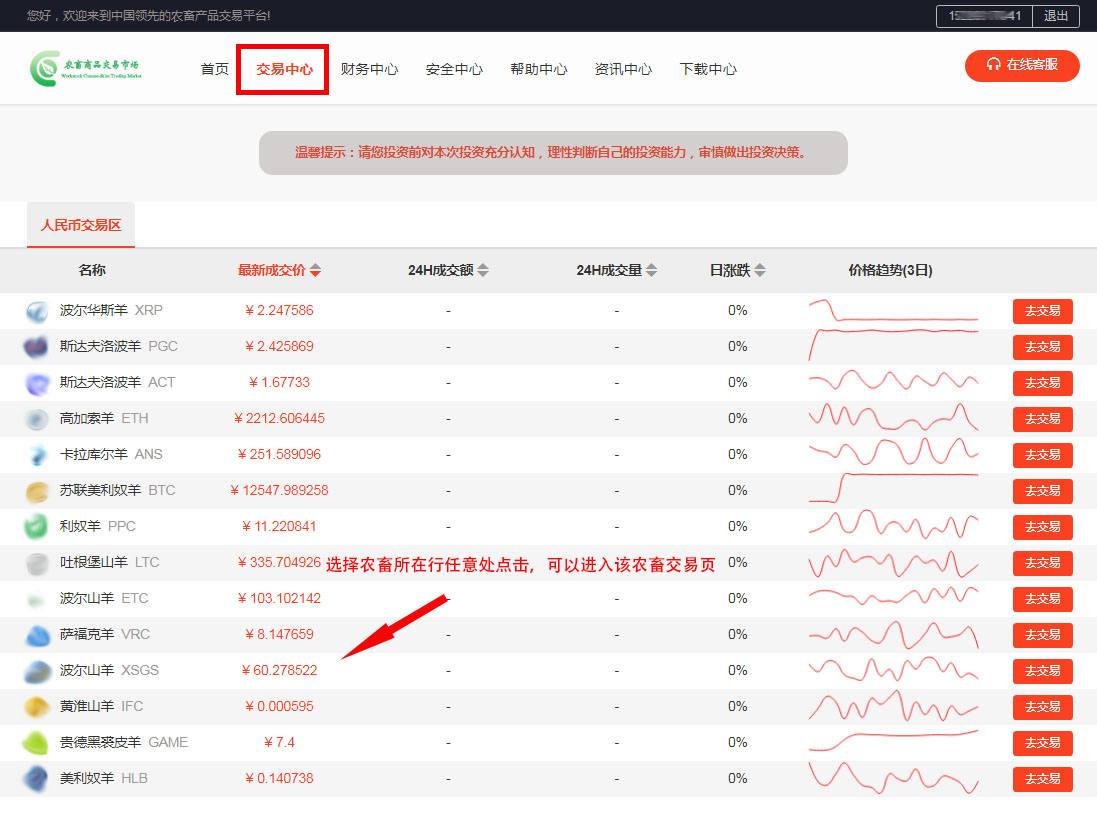 您好，欢迎来到中国领先的农畜产品交易平台!
退出
农畜商品交易市场
首页 交易中心 财务中心 安全中心 帮助中心 资讯中心 下载中心
在线客服
温馨提示：请您投资前对本次投资充分认知，理性判断自己的投资能力，审慎做出投资决策。
人民币交易区
名称 最新成交价 24H成交额 24H成交量 日涨跌 价格趋势(3日)
波尔华斯羊 XRP ¥ 2.247586 - - 0% 去交易
斯达夫洛波羊 PGC ¥ 2.425869 - - 0% 去交易
斯达夫洛波羊 ACT ¥ 1.67733 - - 0% 去交易
高加索羊 ETH ¥ 2212.606445 - - 0% 去交易
卡拉库尔羊 ANS ¥ 251.589096 - - 0% 去交易
苏联美利奴羊 BTC ¥ 12547.989258 - - 0% 去交易
利奴羊 PPC ¥ 11.220841 - - 0% 去交易
吐根堡山羊 LTC ¥ 335.704926 选择农畜所在行任意处点击，可以进入该农畜交易页 0% 去交易
波尔山羊 ETC ¥ 103.102142 - - 0% 去交易
萨福克羊 VRC ¥ 8.147659 - - 0% 去交易
波尔山羊 XSGS ¥ 60.278522 - - 0% 去交易
黄淮山羊 IFC ¥ 0.000595 - - 0% 去交易
贵德黑裘皮羊 GAME ¥ 7.4 - - 0% 去交易
美利奴羊 HLB ¥ 0.140738 - - 0% 去交易